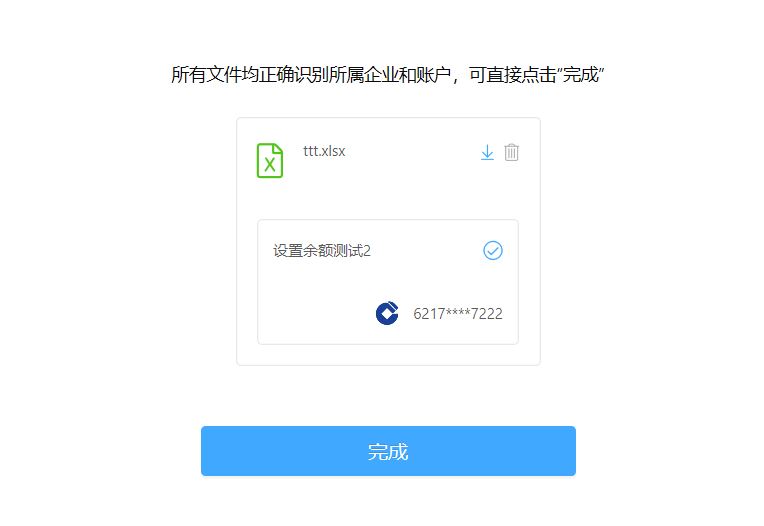 所有文件均正确识别所属企业和账户，可直接点击“完成”
ttt.xlsx
设置余额测试2
6217****7222
完成